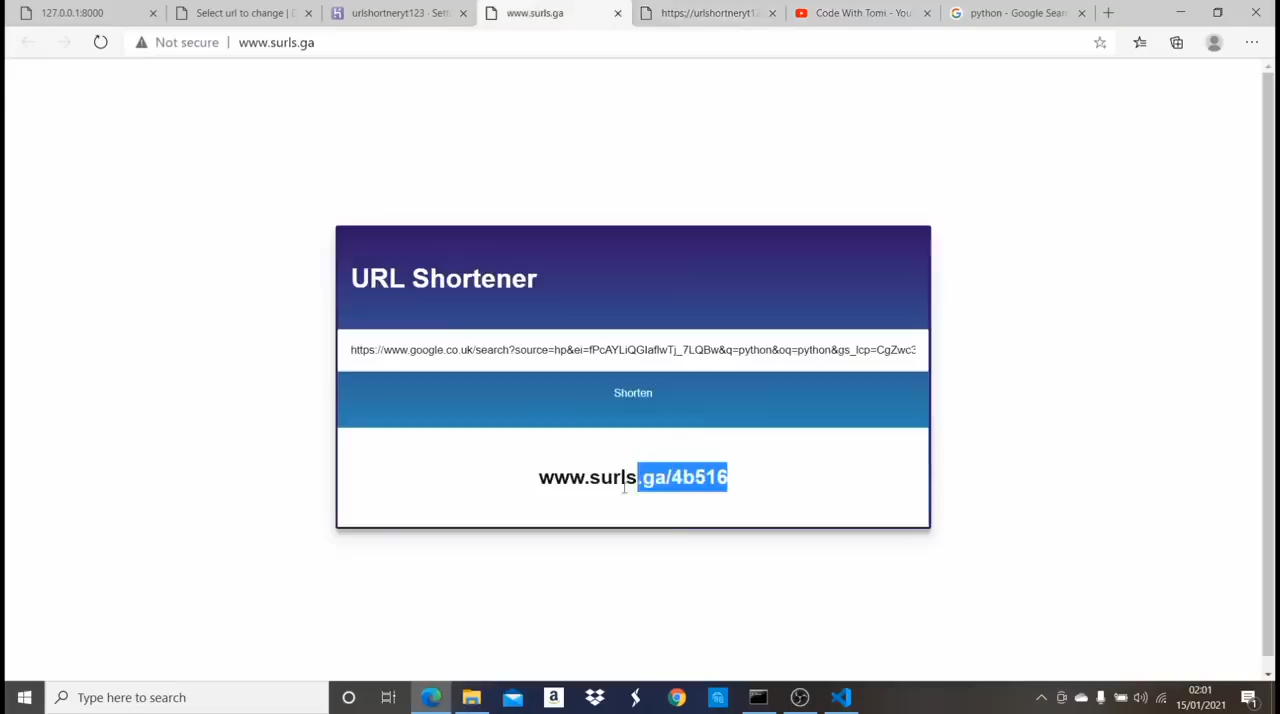 127.0.0.1:8000
Select url to change | D
urlshortneryt123 · Sett
www.surls.ga
https://urlshortneryt12
Code With Tomi - You
python - Google Sear
Not secure
www.surls.ga
URL Shortener
https://www.google.co.uk/search?source=hp&ei=fPcAYLiQGIaflwTj_7LQBw&q=python&oq=python&gs_lcp=CgZwc3
Shorten
www.surls.ga/4b516
Type here to search
02:01
15/01/2021
1